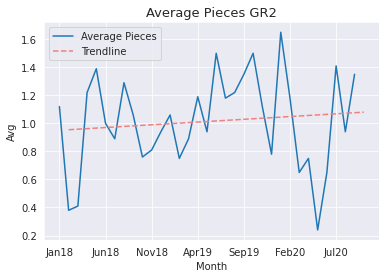 Average Pieces GR2
Average Pieces
Trendline
1.6
1.4
1.2
1.0
0.8
0.6
0.4
0.2
Avg
Jan18 Jun18 Nov18 Apr19 Sep19 Feb20 Jul20
Month